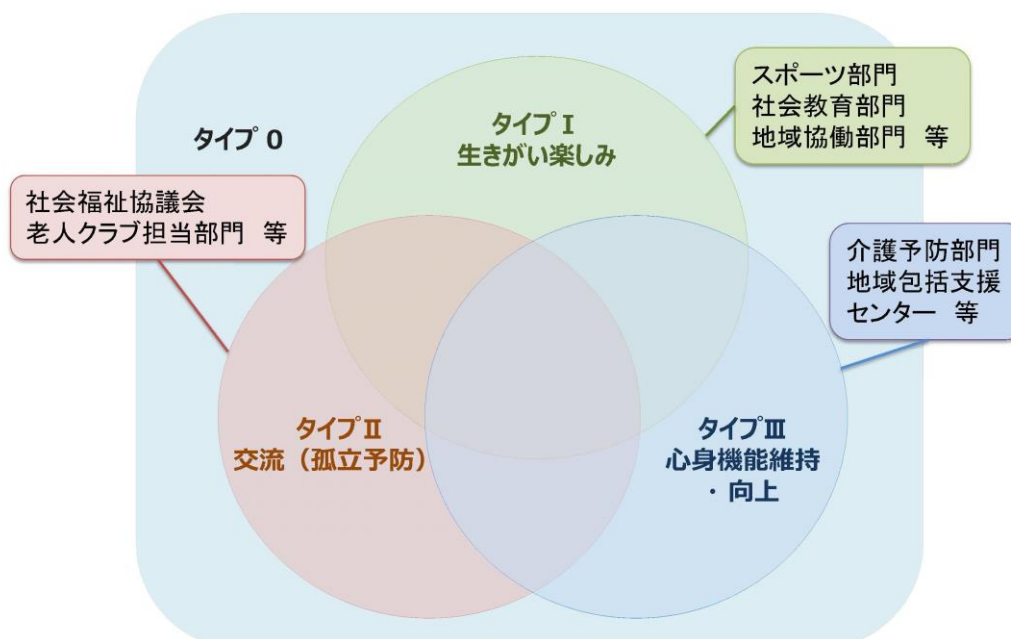 タイプ 0
タイプⅠ
生きがい楽しみ
スポーツ部門
社会教育部門
地域協働部門　等
社会福祉協議会
老人クラブ担当部門　等
介護予防部門
地域包括支援
センター　等
タイプⅡ
交流（孤立予防）
タイプⅢ
心身機能維持
・向上